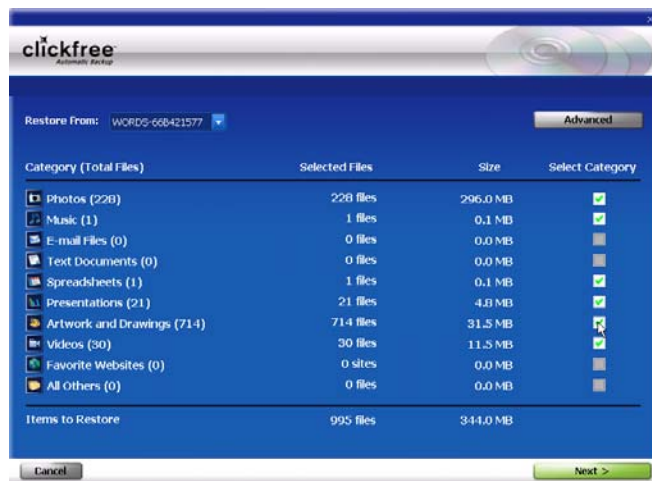 clickfree
Automatic Backup
Restore From: WORDS-66B421577
Advanced
Category (Total Files) Selected Files Size Select Category
Photos (228) 228 files 296.0 MB
Music (1) 1 files 0.1 MB
E-mail Files (0) 0 files 0.0 MB
Text Documents (0) 0 files 0.0 MB
Spreadsheets (1) 1 files 0.1 MB
Presentations (21) 21 files 4.8 MB
Artwork and Drawings (714) 714 files 31.5 MB
Videos (30) 30 files 11.5 MB
Favorite Websites (0) 0 sites 0.0 MB
All Others (0) 0 files 0.0 MB
Items to Restore 995 files 344.0 MB
Cancel Next >